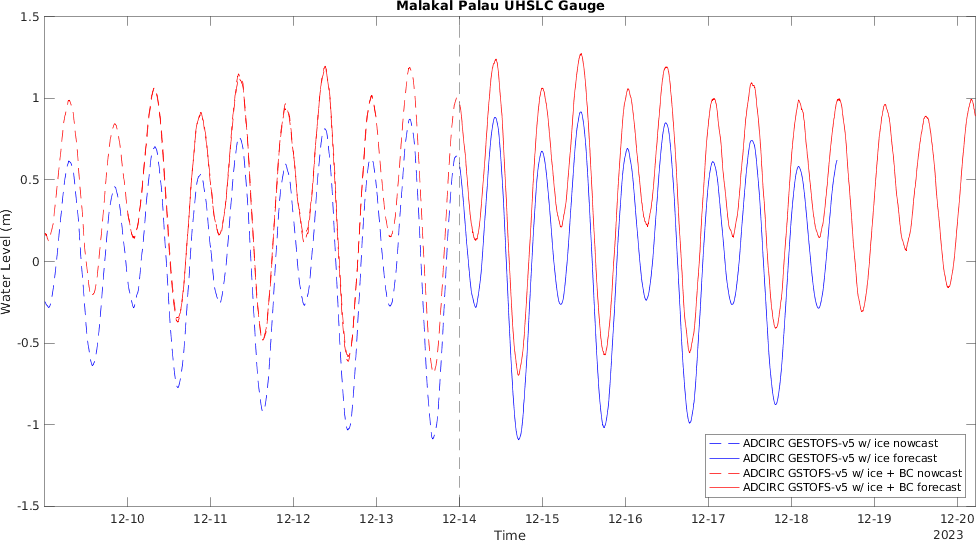 Malakal Palau UHSLC Gauge
1.5
1
0.5
0
-0.5
-1
-1.5
Water Level (m)
ADCIRC GESTOFS-v5 w/ ice nowcast
ADCIRC GESTOFS-v5 w/ ice forecast
ADCIRC GSTOFS-v5 w/ ice + BC nowcast
ADCIRC GSTOFS-v5 w/ ice + BC forecast
12-10 12-11 12-12 12-13 12-14 12-15 12-16 12-17 12-18 12-19 12-20
Time
2023